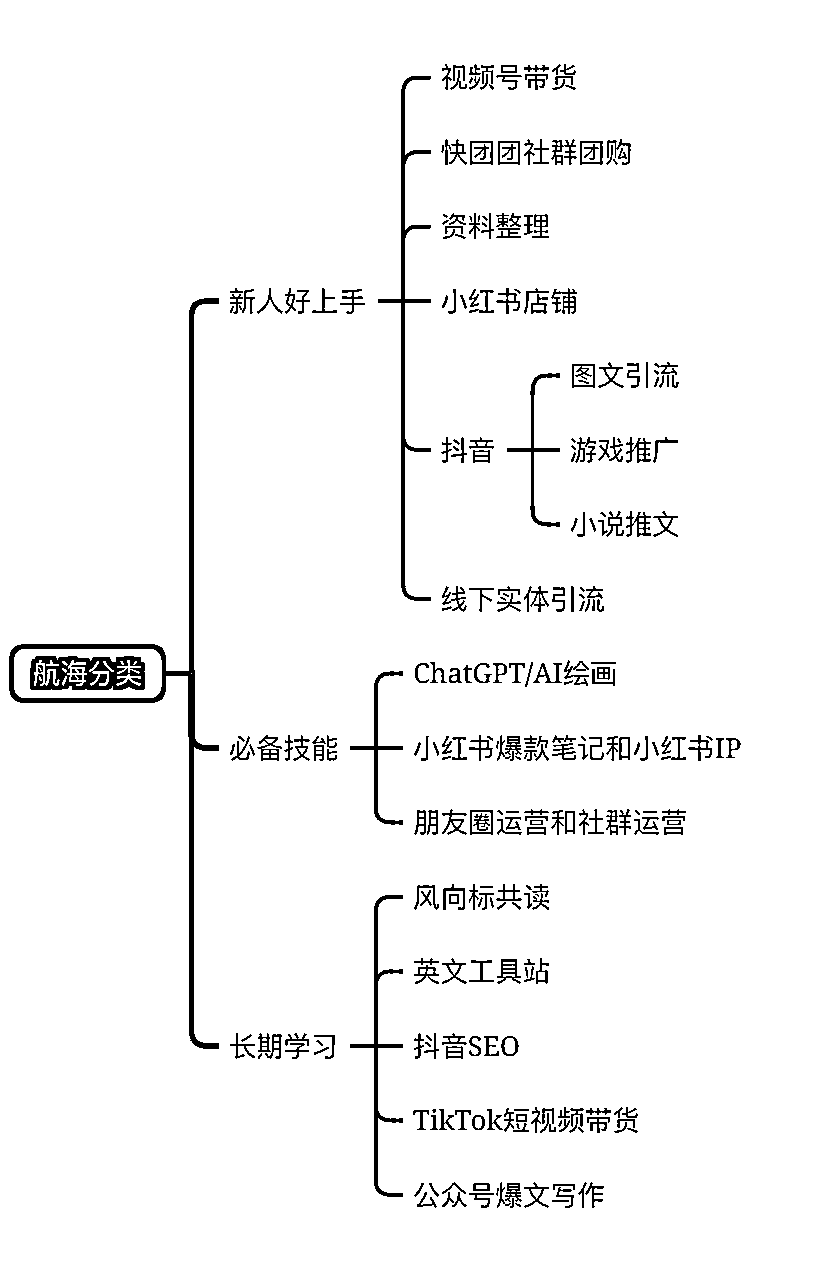 视频号带货
快团团社群团购
资料整理
新人好上手
小红书店铺
图文引流
抖音
游戏推广
小说推文
线下实体引流
航海分类
ChatGPT/AI绘画
必备技能
小红书爆款笔记和小红书IP
朋友圈运营和社群运营
风向标共读
英文工具站
长期学习
抖音SEO
TikTok短视频带货
公众号爆文写作